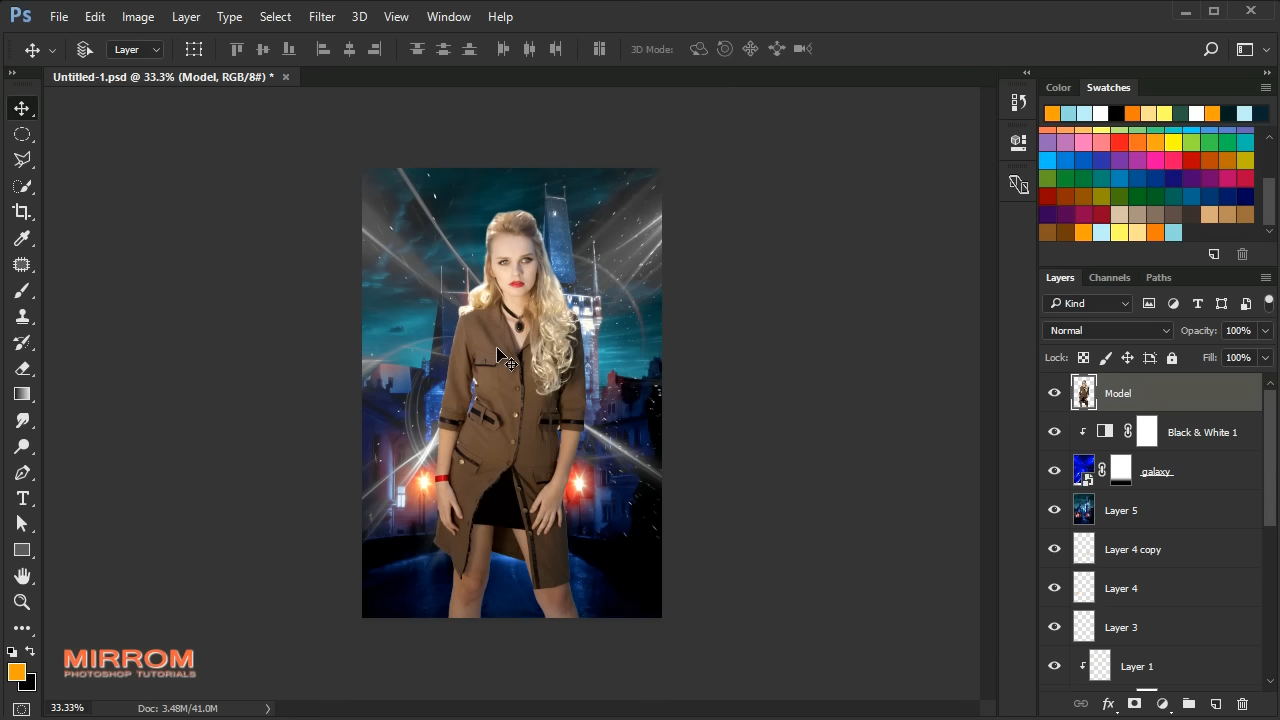 Ps File Edit Image Layer Type Select Filter 3D View Window Help
Layer 3D Mode:
Untitled-1.psd @ 33.3% (Model, RGB/8#) *
Color Swatches
Layers Channels Paths
Kind
Normal Opacity: 100%
Lock: Fill: 100%
Model
Black & White 1
galaxy
Layer 5
Layer 4 copy
Layer 4
Layer 3
Layer 1
fx
MIRROM
PHOTOSHOP TUTORIALS
33.33% Doc: 3.48M/41.0M